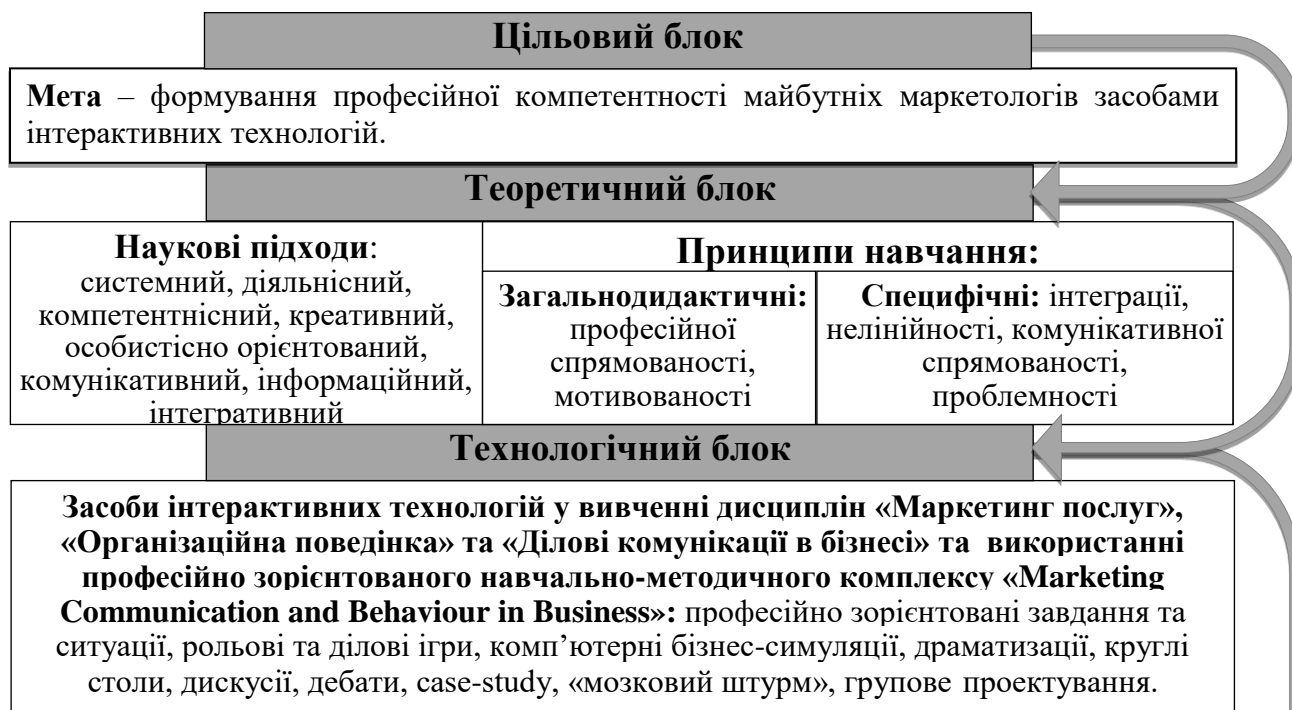 Цільовий блок
Мета – формування професійної компетентності майбутніх маркетологів засобами
інтерактивних технологій.
Теоретичний блок
Наукові підходи:
системний, діяльнісний,
компетентнісний, креативний,
особистісно орієнтований,
комунікативний, інформаційний,
інтегративний
Принципи навчання:
Загальнодидактичні:
професійної
спрямованості,
мотивованості
Специфічні: інтеграції,
нелінійності, комунікативної
спрямованості,
проблемності
Технологічний блок
Засоби інтерактивних технологій у вивченні дисциплін «Маркетинг послуг»,
«Організаційна поведінка» та «Ділові комунікації в бізнесі» та використанні
професійно зорієнтованого навчально-методичного комплексу «Marketing
Communication and Behaviour in Business»: професійно зорієнтовані завдання та
ситуації, рольові та ділові ігри, комп’ютерні бізнес-симуляції, драматизації, круглі
столи, дискусії, дебати, case-study, «мозковий штурм», групове проектування.